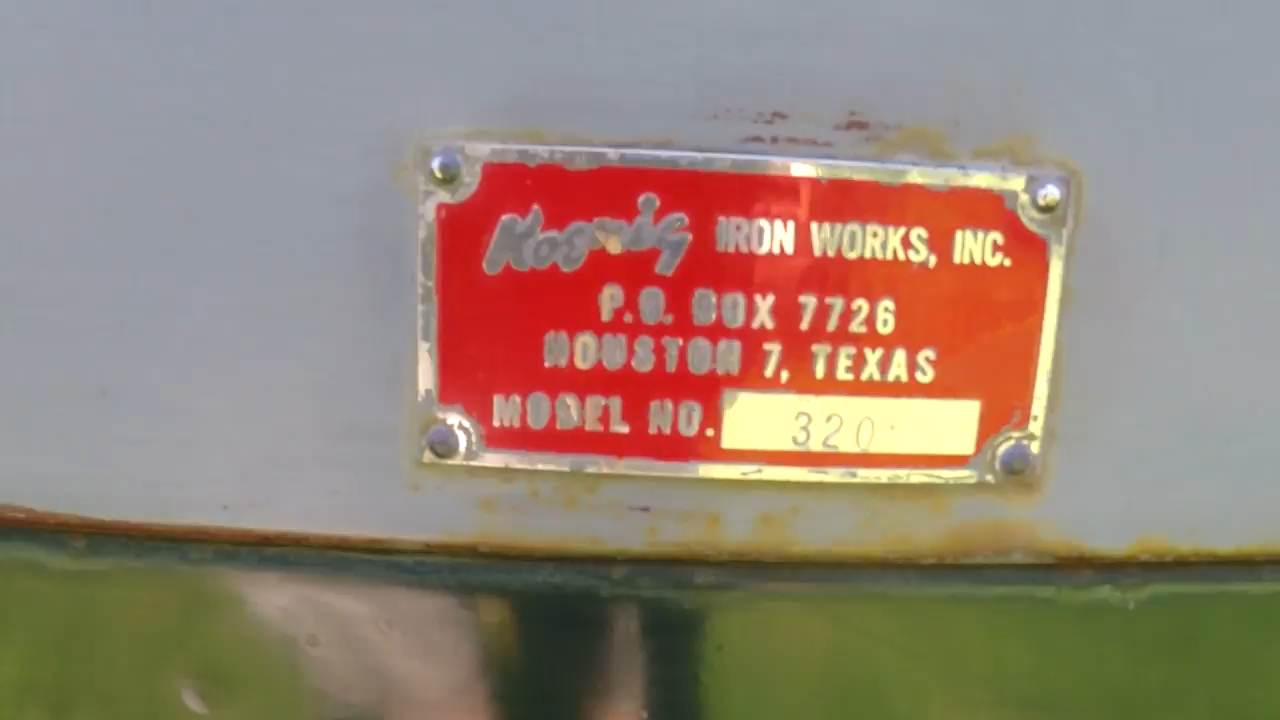 Koenig IRON WORKS, INC.
P.O. BOX 7726
HOUSTON 7, TEXAS
MODEL NO. 320